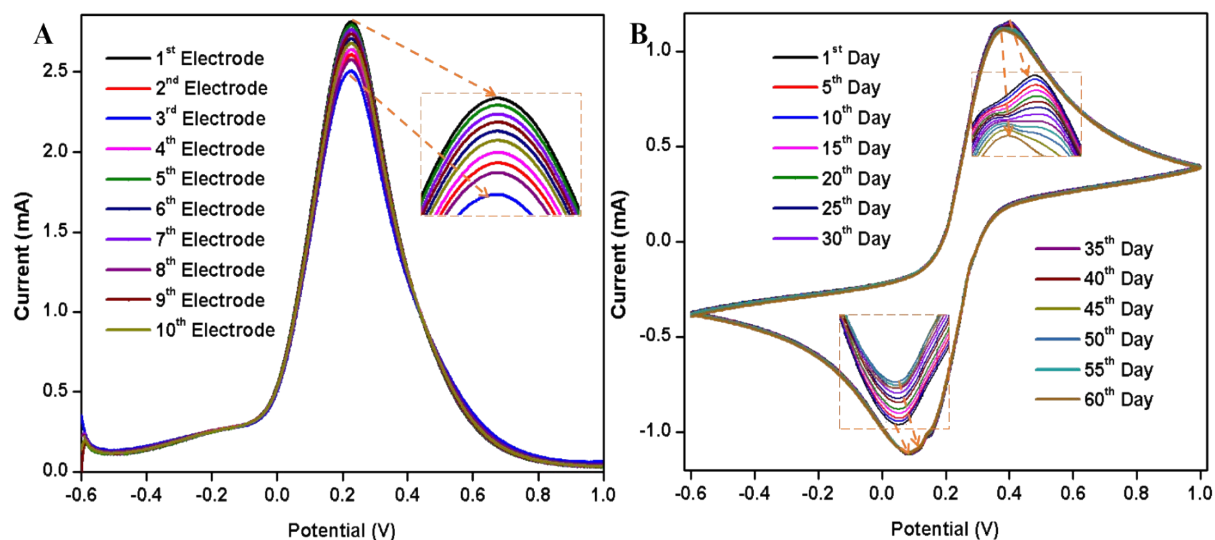 A
1st Electrode
2nd Electrode
3rd Electrode
4th Electrode
5th Electrode
6th Electrode
7th Electrode
8th Electrode
9th Electrode
10th Electrode
Current (mA)
2.5
2.0
1.5
1.0
0.5
0.0
-0.6 -0.4 -0.2 0.0 0.2 0.4 0.6 0.8 1.0
Potential (V)
B
1st Day
5th Day
10th Day
15th Day
20th Day
25th Day
30th Day
35th Day
40th Day
45th Day
50th Day
55th Day
60th Day
Current (mA)
1.0
0.5
0.0
-0.5
-1.0
-0.6 -0.4 -0.2 0.0 0.2 0.4 0.6 0.8 1.0
Potential (V)